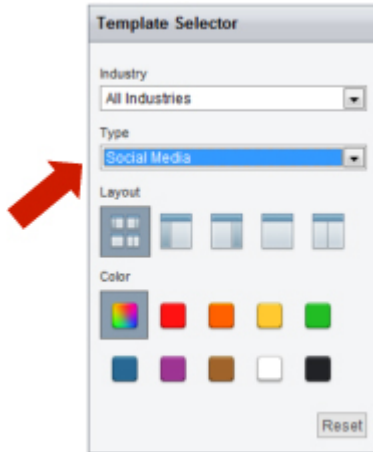 Template Selector
Industry
All Industries
Type
Social Media
Layout
Color
Reset